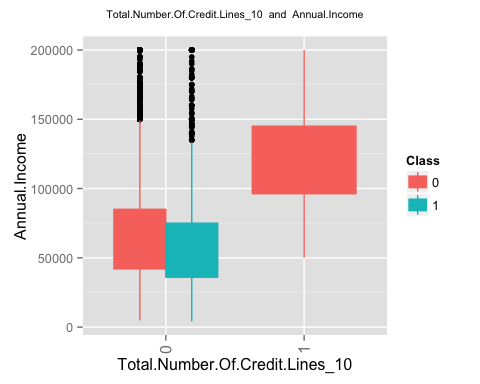 Total.Number.Of.Credit.Lines_10 and Annual.Income
200000
150000
100000
50000
0
Annual.Income
0
1
Total.Number.Of.Credit.Lines_10
Class
0
1